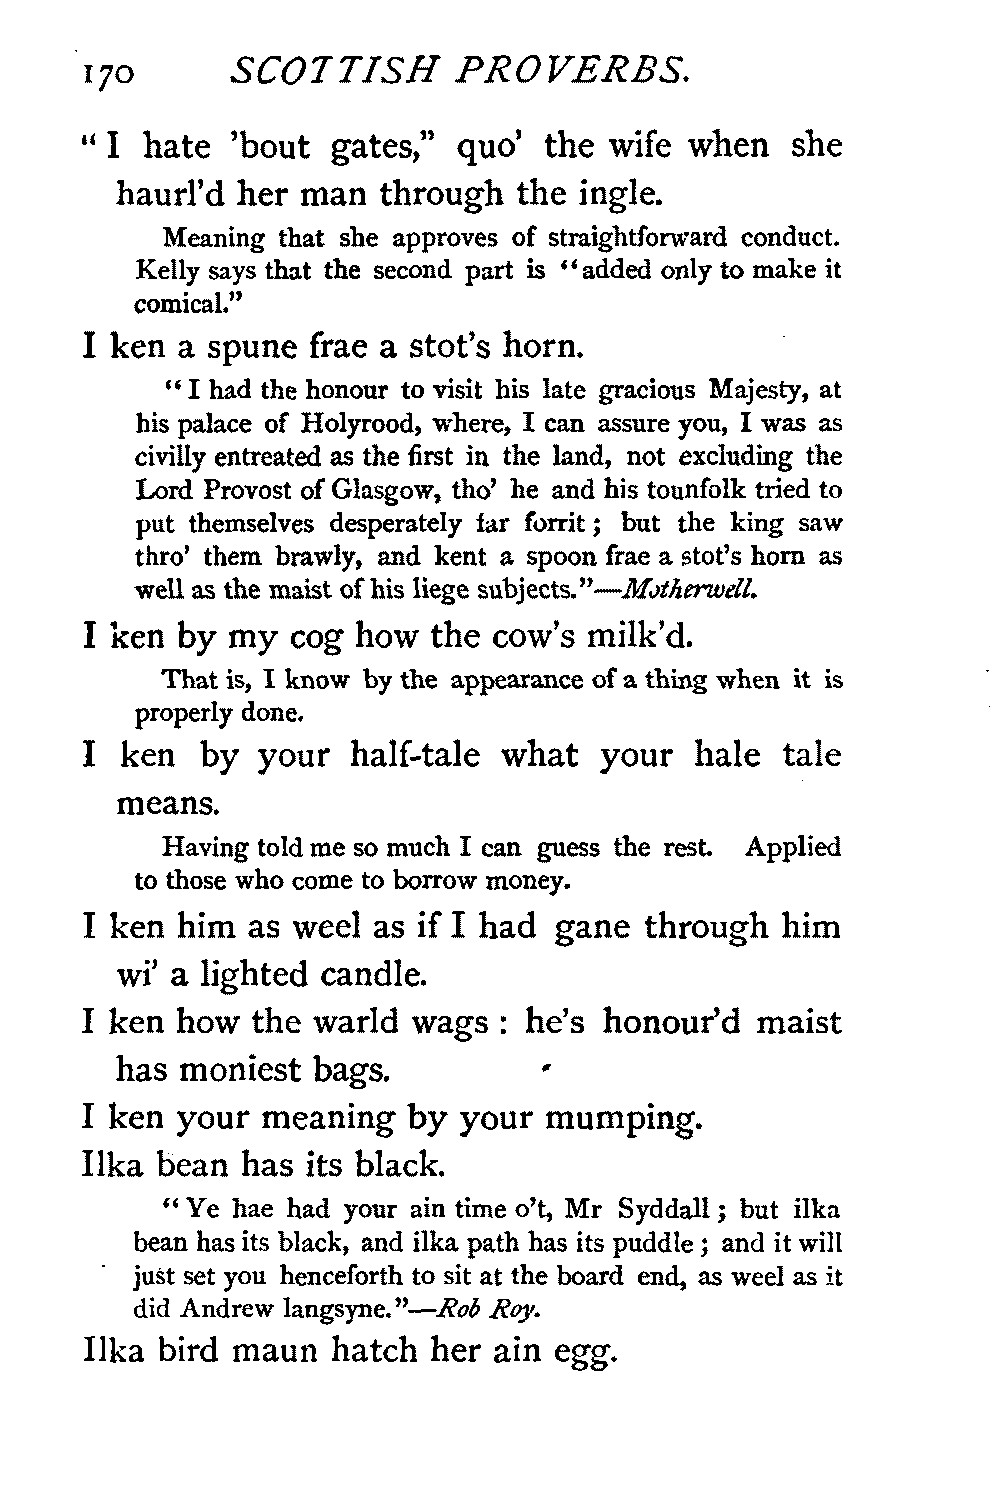 170 SCOTTISH PROVERBS.
“I hate ’bout gates,” quo’ the wife when she
haurl’d her man through the ingle.
Meaning that she approves of straightforward conduct.
Kelly says that the second part is “added only to make it
comical.”
I ken a spune frae a stot’s horn.
“I had the honour to visit his late gracious Majesty, at
his palace of Holyrood, where, I can assure you, I was as
civilly entreated as the first in the land, not excluding the
Lord Provost of Glasgow, tho’ he and his tounfolk tried to
put themselves desperately far forrit; but the king saw
thro’ them brawly, and kent a spoon frae a stot’s horn as
well as the maist of his liege subjects.”—Motherwell.
I ken by my cog how the cow’s milk’d.
That is, I know by the appearance of a thing when it is
properly done.
I ken by your half-tale what your hale tale
means.
Having told me so much I can guess the rest. Applied
to those who come to borrow money.
I ken him as weel as if I had gane through him
wi’ a lighted candle.
I ken how the warld wags: he’s honour’d maist
has moniest bags.
I ken your meaning by your mumping.
Ilka bean has its black.
“Ye hae had your ain time o’t, Mr Syddall; but ilka
bean has its black, and ilka path has its puddle; and it will
just set you henceforth to sit at the board end, as weel as it
did Andrew langsyne.”—Rob Roy.
Ilka bird maun hatch her ain egg.